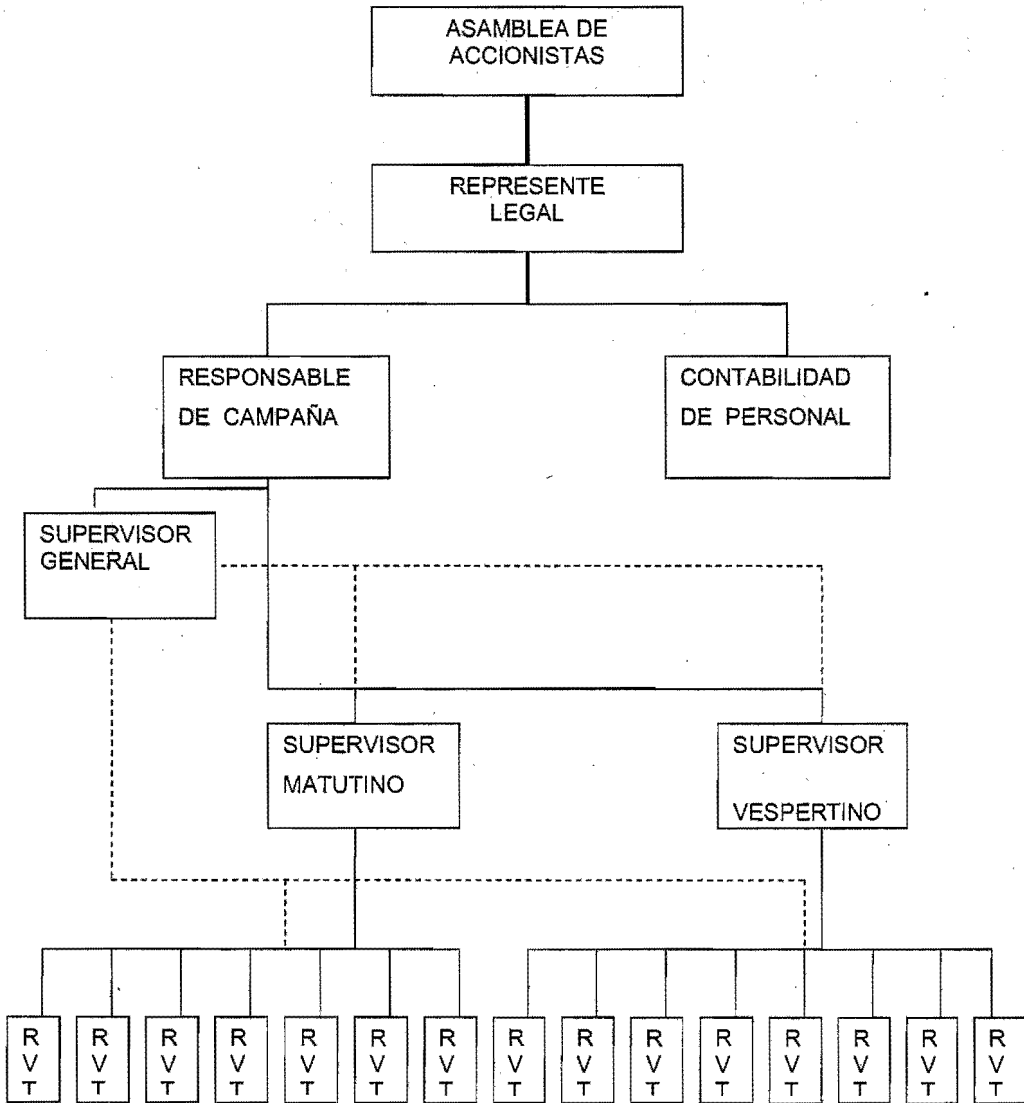 ASAMBLEA DE
ACCIONISTAS
REPRESENTE
LEGAL
RESPONSABLE
DE CAMPAÑA
CONTABILIDAD
DE PERSONAL
SUPERVISOR
GENERAL
SUPERVISOR
MATUTINO
SUPERVISOR
VESPERTINO
R
V
T
R
V
T
R
V
T
R
V
T
R
V
T
R
V
T
R
V
T
R
V
T
R
V
T
R
V
T
R
V
T
R
V
T
R
V
T
R
V
T
R
V
T